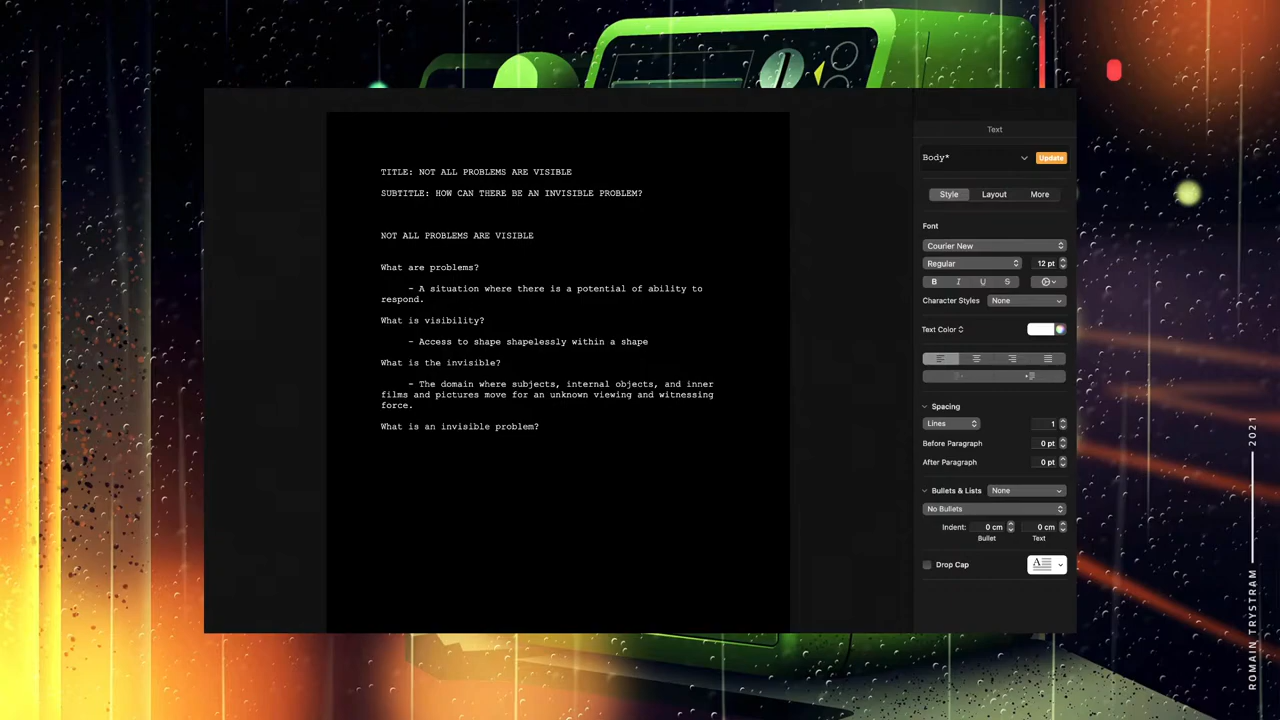 TITLE: NOT ALL PROBLEMS ARE VISIBLE
SUBTITLE: HOW CAN THERE BE AN INVISIBLE PROBLEM?
NOT ALL PROBLEMS ARE VISIBLE
What are problems?
- A situation where there is a potential of ability to
respond.
What is visibility?
- Access to shape shapelessly within a shape
What is the invisible?
- The domain where subjects, internal objects, and inner
films and pictures move for an unknown viewing and witnessing
force.
What is an invisible problem?
Text
Body*
Update
Style Layout More
Font
Courier New
Regular 12 pt
B I U S
Character Styles None
Text Color
Spacing
Lines 1
Before Paragraph 0 pt
After Paragraph 0 pt
Bullets & Lists None
No Bullets
Indent: 0 cm 0 cm
Bullet Text
Drop Cap A
ROMAIN TRYSTRAM 2021